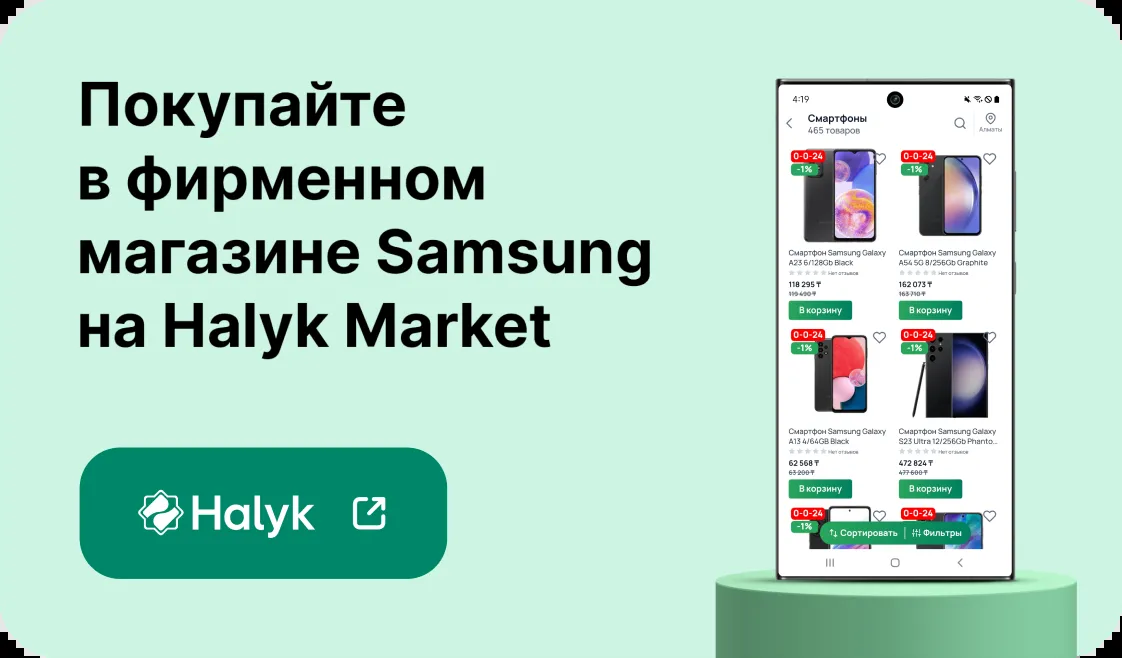 Покупайте
в фирменном
магазине Samsung
на Halyk Market
Halyk
4:19
Смартфоны
465 товаров
Алматы
0-0-24
-1%
0-0-24
-1%
Смартфон Samsung Galaxy
A23 6/128Gb Black
Нет отзывов
118 295 ₸
119 490 ₸
В корзину
Смартфон Samsung Galaxy
A54 5G 8/256Gb Graphite
Нет отзывов
162 073 ₸
163 710 ₸
В корзину
0-0-24
-1%
0-0-24
-1%
Смартфон Samsung Galaxy
A13 4/64GB Black
Нет отзывов
62 568 ₸
63 200 ₸
В корзину
Смартфон Samsung Galaxy
S23 Ultra 12/256Gb Phanto...
Нет отзывов
472 824 ₸
477 600 ₸
В корзину
0-0-24
-1%
0-0-24
Сортировать
Фильтры